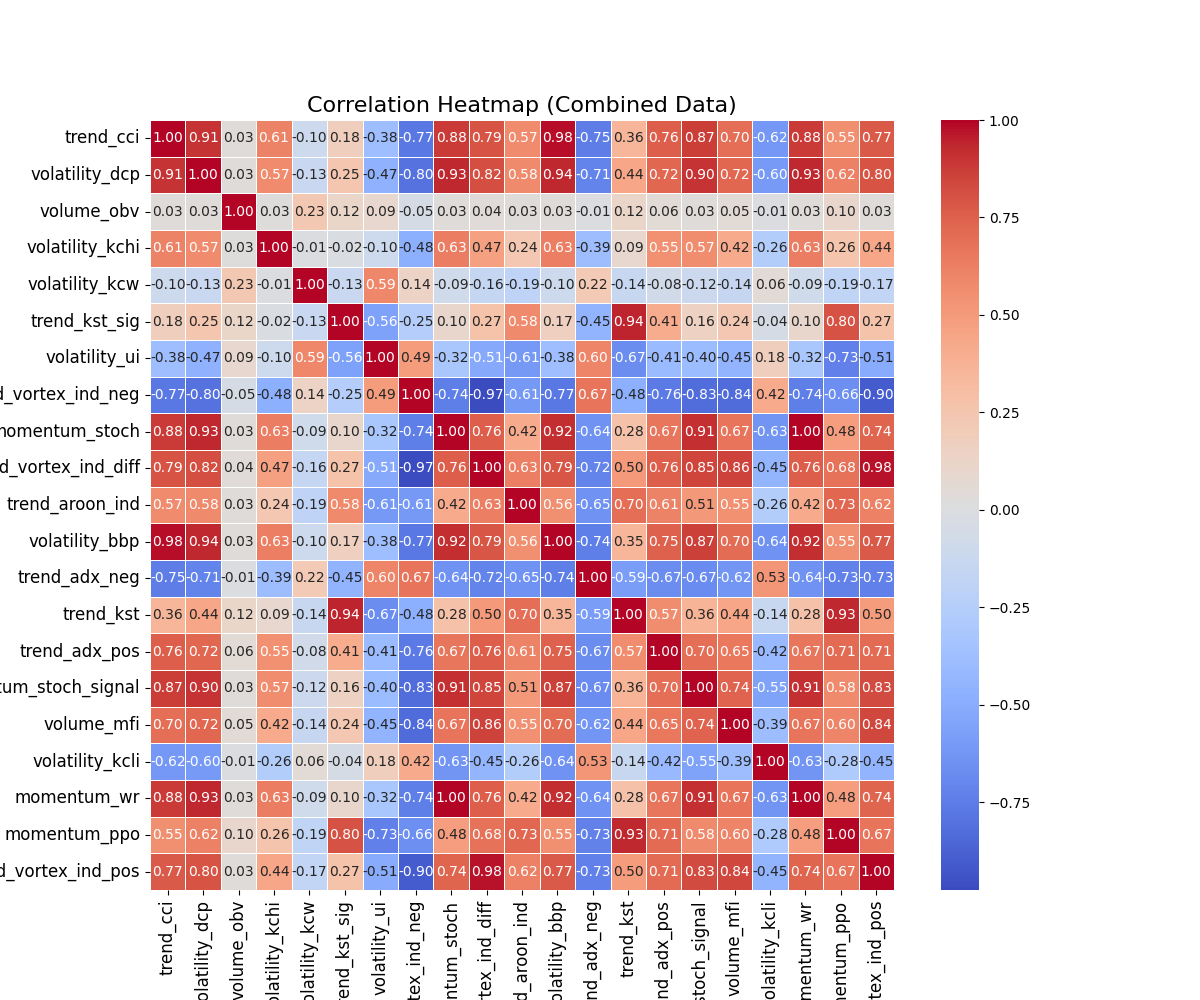 Correlation Heatmap (Combined Data)
trend_cci 1.00 0.91 0.03 0.61 -0.10 0.18 -0.38 -0.77 0.88 0.79 0.57 0.98 -0.75 0.36 0.76 0.87 0.70 -0.62 0.88 0.55 0.77
volatility_dcp 0.91 1.00 0.03 0.57 -0.13 0.25 -0.47 -0.80 0.93 0.82 0.58 0.94 -0.71 0.44 0.72 0.90 0.72 -0.60 0.93 0.62 0.80
volume_obv 0.03 0.03 1.00 0.03 0.23 0.12 0.09 -0.05 0.03 0.04 0.03 0.03 -0.01 0.12 0.06 0.03 0.05 -0.01 0.03 0.10 0.03
volatility_kchi 0.61 0.57 0.03 1.00 -0.01 -0.02 -0.10 -0.48 0.63 0.47 0.24 0.63 -0.39 0.09 0.55 0.57 0.42 -0.26 0.63 0.26 0.44
volatility_kcw -0.10 -0.13 0.23 -0.01 1.00 -0.13 0.59 0.14 -0.09 -0.16 -0.19 -0.10 0.22 -0.14 -0.08 -0.12 -0.14 0.06 -0.09 -0.19 -0.17
trend_kst_sig 0.18 0.25 0.12 -0.02 -0.13 1.00 -0.56 -0.25 0.10 0.27 0.58 0.17 -0.45 0.94 0.41 0.16 0.24 -0.04 0.10 0.80 0.27
volatility_ui -0.38 -0.47 0.09 -0.10 0.59 -0.56 1.00 0.49 -0.32 -0.51 -0.61 -0.38 0.60 -0.67 -0.41 -0.40 -0.45 0.18 -0.32 -0.73 -0.51
d_vortex_ind_neg -0.77 -0.80 -0.05 -0.48 0.14 -0.25 0.49 1.00 -0.74 -0.97 -0.61 -0.77 0.67 -0.48 -0.76 -0.83 -0.84 0.42 -0.74 -0.66 -0.90
nomentum_stoch 0.88 0.93 0.03 0.63 -0.09 0.10 -0.32 -0.74 1.00 0.76 0.42 0.92 -0.64 0.28 0.67 0.91 0.67 -0.63 1.00 0.48 0.74
d_vortex_ind_diff 0.79 0.82 0.04 0.47 -0.16 0.27 -0.51 -0.97 0.76 1.00 0.63 0.79 -0.72 0.50 0.76 0.85 0.86 -0.45 0.76 0.68 0.98
trend_aroon_ind 0.57 0.58 0.03 0.24 -0.19 0.58 -0.61 -0.61 0.42 0.63 1.00 0.56 -0.65 0.70 0.61 0.51 0.55 -0.26 0.42 0.73 0.62
volatility_bbp 0.98 0.94 0.03 0.63 -0.10 0.17 -0.38 -0.77 0.92 0.79 0.56 1.00 -0.74 0.35 0.75 0.87 0.70 -0.64 0.92 0.55 0.77
trend_adx_neg -0.75 -0.71 -0.01 -0.39 0.22 -0.45 0.60 0.67 -0.64 -0.72 -0.65 -0.74 1.00 -0.59 -0.67 -0.67 -0.62 0.53 -0.64 -0.73 -0.73
trend_kst 0.36 0.44 0.12 0.09 -0.14 0.94 -0.67 -0.48 0.28 0.50 0.70 0.35 -0.59 1.00 0.57 0.36 0.44 -0.14 0.28 0.93 0.50
trend_adx_pos 0.76 0.72 0.06 0.55 -0.08 0.41 -0.41 -0.76 0.67 0.76 0.61 0.75 -0.67 0.57 1.00 0.70 0.65 -0.42 0.67 0.71 0.71
tum_stoch_signal 0.87 0.90 0.03 0.57 -0.12 0.16 -0.40 -0.83 0.91 0.85 0.51 0.87 -0.67 0.36 0.70 1.00 0.74 -0.55 0.91 0.58 0.83
volume_mfi 0.70 0.72 0.05 0.42 -0.14 0.24 -0.45 -0.84 0.67 0.86 0.55 0.70 -0.62 0.44 0.65 0.74 1.00 -0.39 0.67 0.60 0.84
volatility_kcli -0.62 -0.60 -0.01 -0.26 0.06 -0.04 0.18 0.42 -0.63 -0.45 -0.26 -0.64 0.53 -0.14 -0.42 -0.55 -0.39 1.00 -0.63 -0.28 -0.45
momentum_wr 0.88 0.93 0.03 0.63 -0.09 0.10 -0.32 -0.74 1.00 0.76 0.42 0.92 -0.64 0.28 0.67 0.91 0.67 -0.63 1.00 0.48 0.74
momentum_ppo 0.55 0.62 0.10 0.26 -0.19 0.80 -0.73 -0.66 0.48 0.68 0.73 0.55 -0.73 0.93 0.71 0.58 0.60 -0.28 0.48 1.00 0.67
d_vortex_ind_pos 0.77 0.80 0.03 0.44 -0.17 0.27 -0.51 -0.90 0.74 0.98 0.62 0.77 -0.73 0.50 0.71 0.83 0.84 -0.45 0.74 0.67 1.00
trend_cci
olatility_dcp
volume_obv
olatility_kchi
olatility_kcw
rend_kst_sig
volatility_ui
tex_ind_neg
ntum_stoch
rtex_ind_diff
d_aroon_ind
olatility_bbp
nd_adx_neg
trend_kst
nd_adx_pos
stoch_signal
volume_mfi
olatility_kcli
mentum_wr
entum_ppo
tex_ind_pos
1.00
0.75
0.50
0.25
0.00
−0.25
−0.50
−0.75